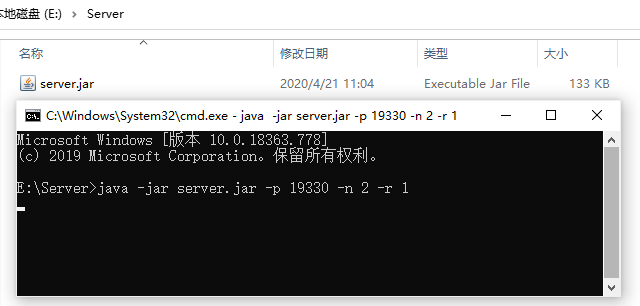 本地磁盘 (E:) > Server
名称 修改日期 类型 大小
server.jar 2020/4/21 11:04 Executable Jar File 133 KB
C:\Windows\System32\cmd.exe - java  -jar server.jar -p 19330 -n 2 -r 1
Microsoft Windows [版本 10.0.18363.778]
(c) 2019 Microsoft Corporation。保留所有权利。
E:\Server>java -jar server.jar -p 19330 -n 2 -r 1